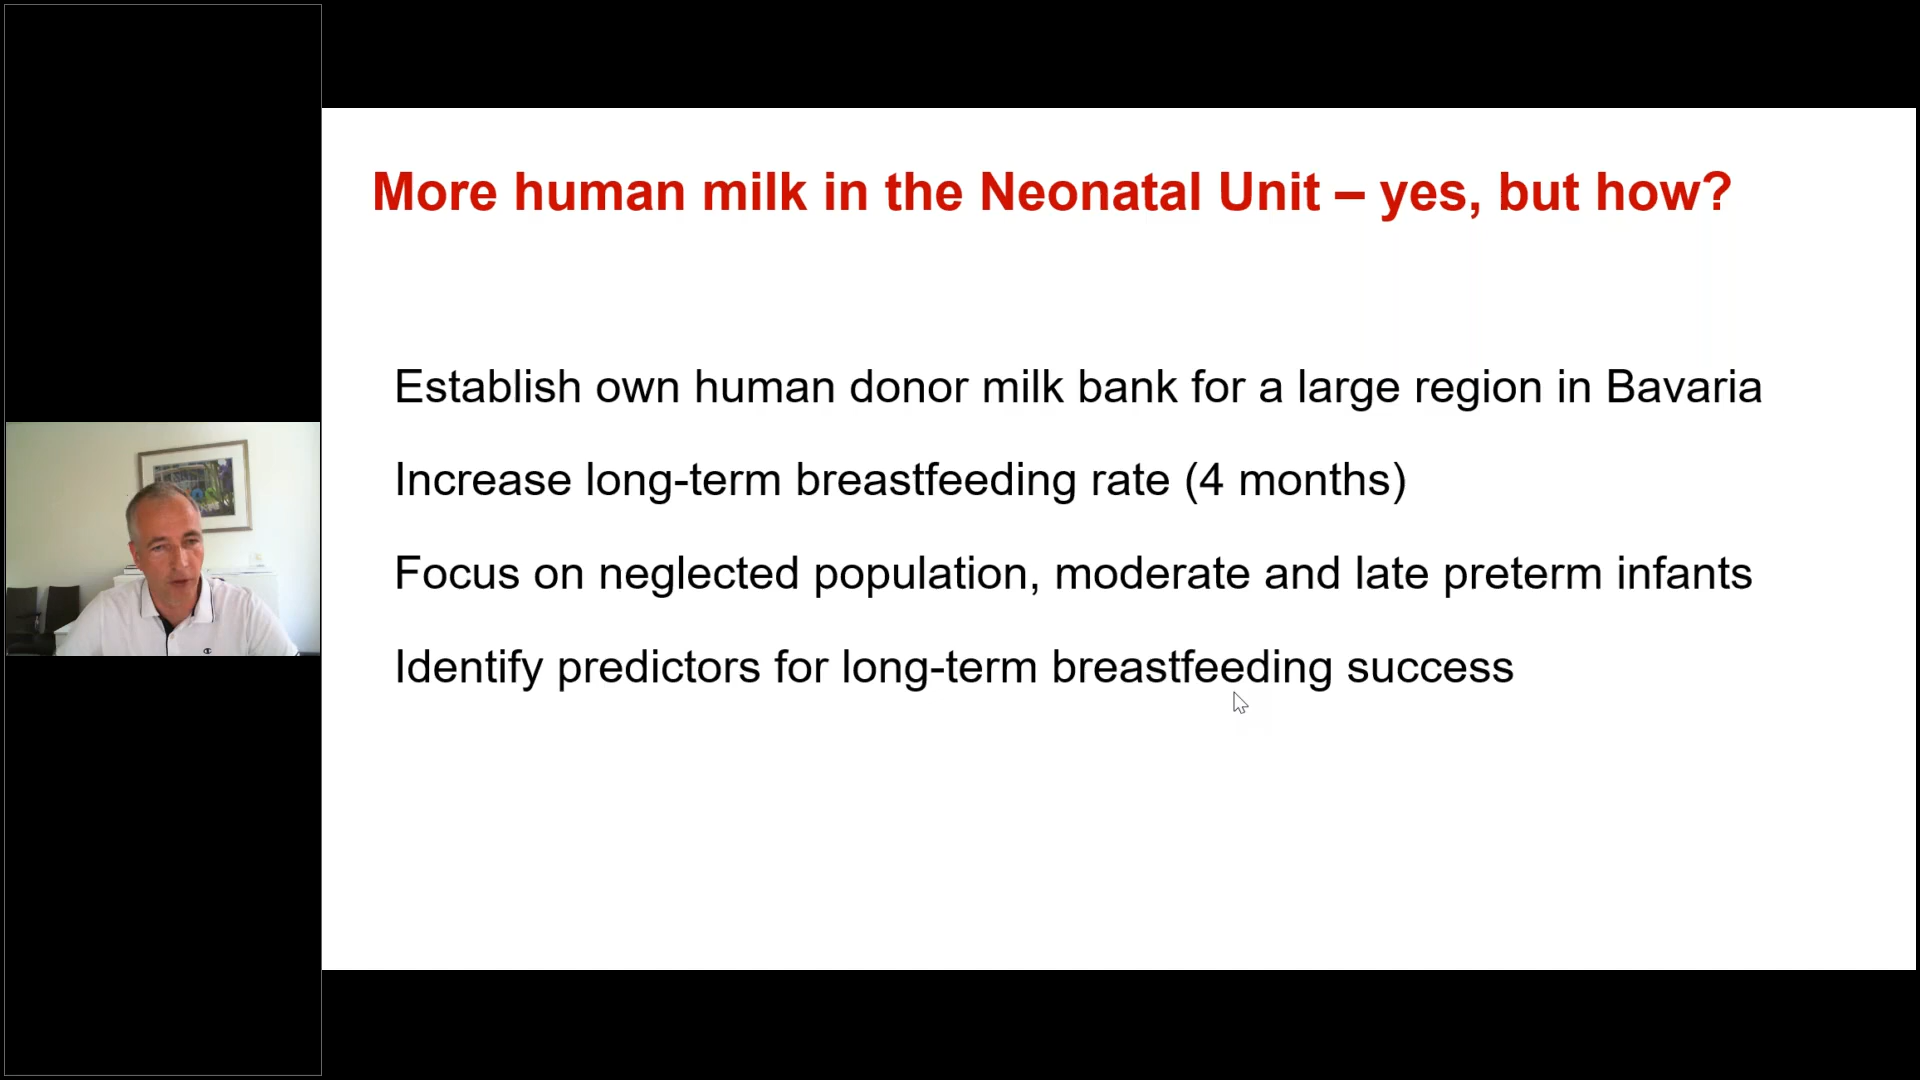 More human milk in the Neonatal Unit – yes, but how?
Establish own human donor milk bank for a large region in Bavaria
Increase long-term breastfeeding rate (4 months)
Focus on neglected population, moderate and late preterm infants
Identify predictors for long-term breastfeeding success